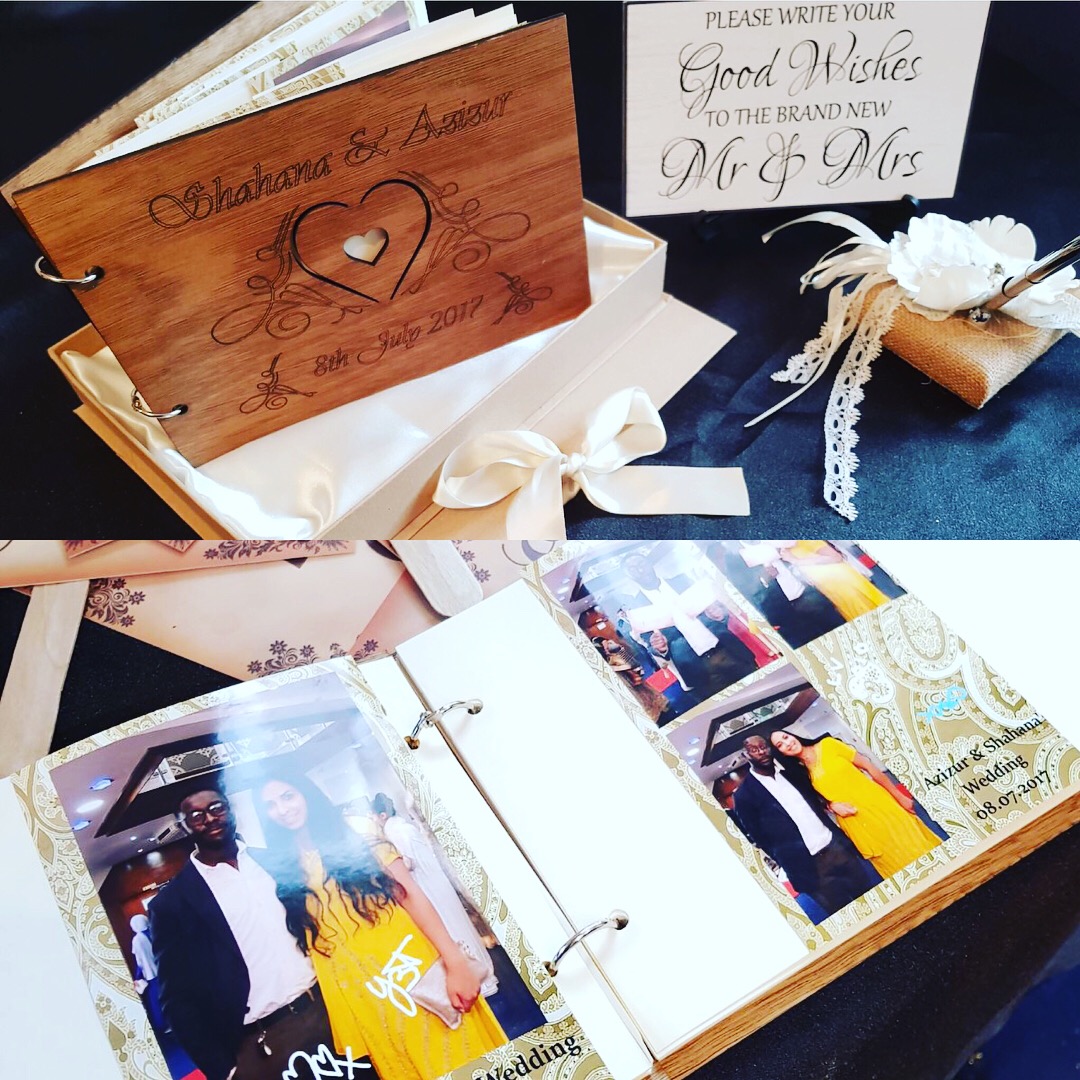 Shahana & Azizur
8th July 2017
PLEASE WRITE YOUR
Good Wishes
TO THE BRAND NEW
Mr & Mrs
Azizur & Shahana
Wedding
08.07.2017
Wedding